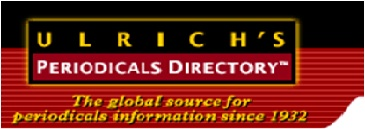 ULRICH'S
PERIODICALS DIRECTORY™
The global source for
periodicals information since 1932